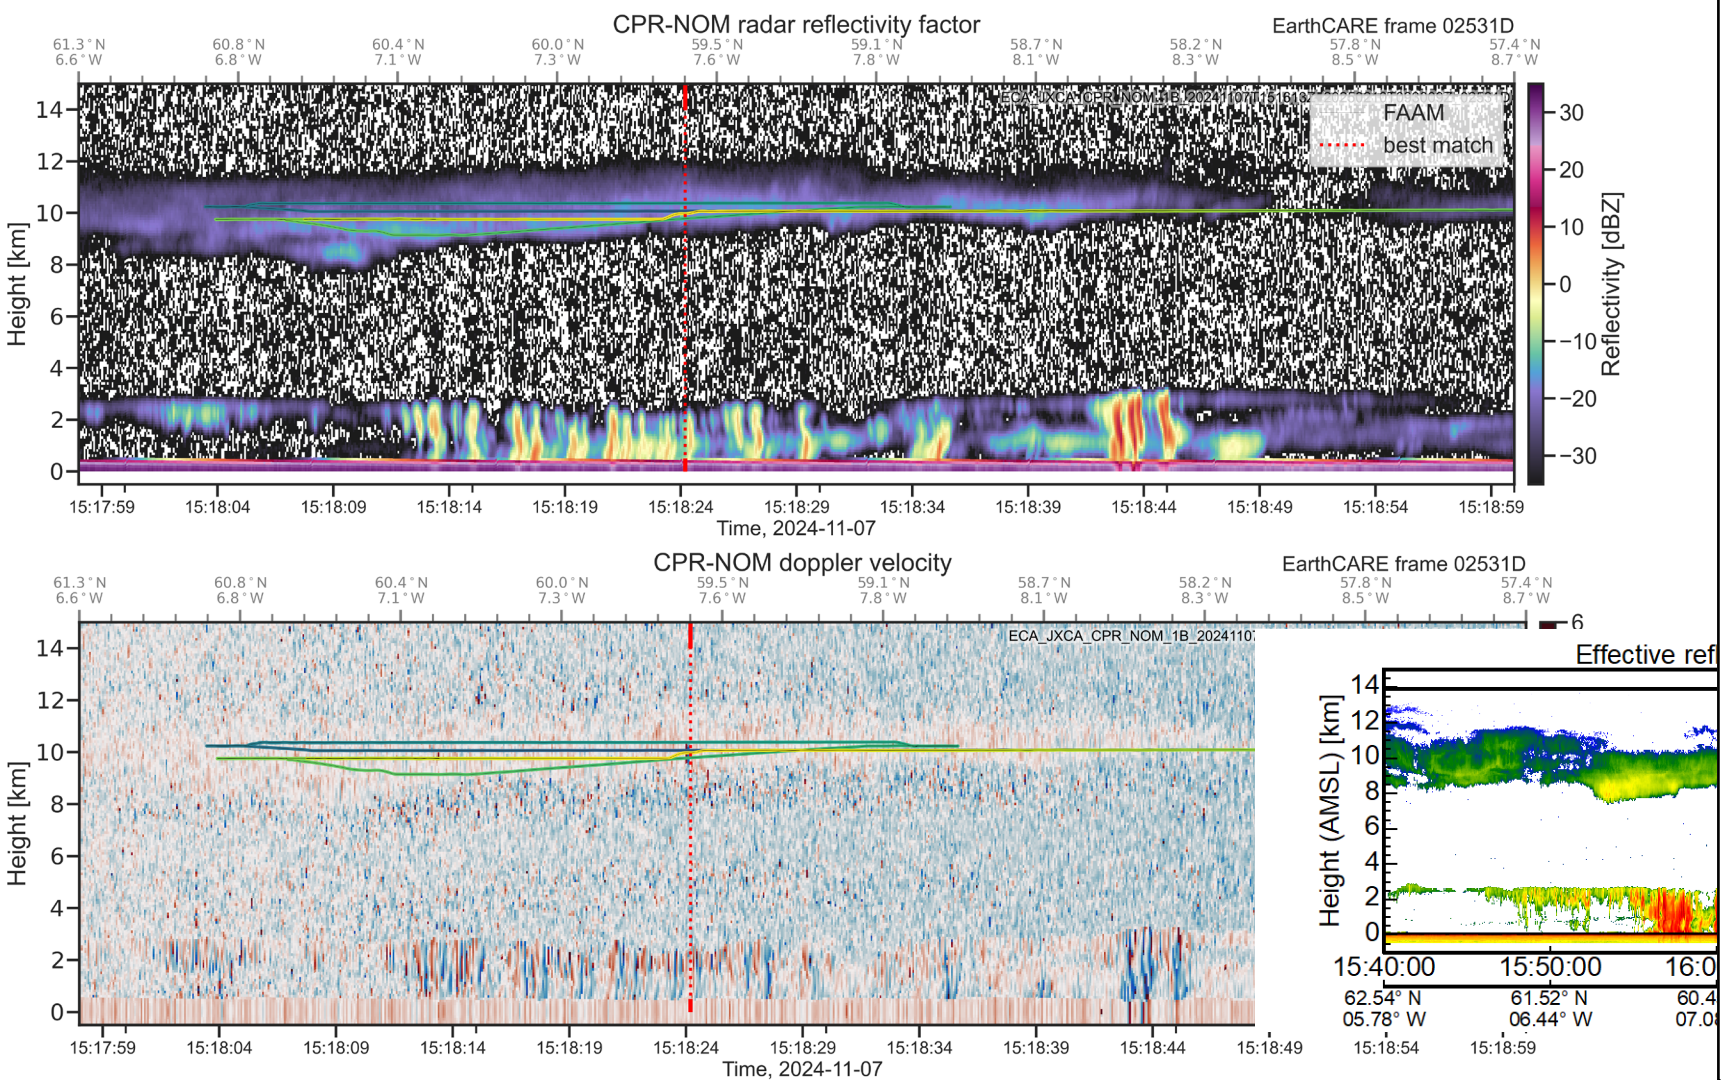 CPR-NOM radar reflectivity factor
EarthCARE frame 02531D
61.3°N 60.8°N 60.4°N 60.0°N 59.5°N 59.1°N 58.7°N 58.2°N 57.8°N 57.4°N
6.6°W 6.8°W 7.1°W 7.3°W 7.6°W 7.8°W 8.1°W 8.3°W 8.5°W 8.7°W
FAAM
best match
14
12
10
8
6
4
2
0
Height [km]
30
20
10
0
−10
−20
−30
Reflectivity [dBZ]
15:17:59 15:18:04 15:18:09 15:18:14 15:18:19 15:18:24 15:18:29 15:18:34 15:18:39 15:18:44 15:18:49 15:18:54 15:18:59
Time, 2024-11-07
CPR-NOM doppler velocity
EarthCARE frame 02531D
61.3°N 60.8°N 60.4°N 60.0°N 59.5°N 59.1°N 58.7°N 58.2°N 57.8°N 57.4°N
6.6°W 6.8°W 7.1°W 7.3°W 7.6°W 7.8°W 8.1°W 8.3°W 8.5°W 8.7°W
ECA_JXCA_CPR_NOM_1B_20241107
6
14
12
10
8
6
4
2
0
Height [km]
15:17:59 15:18:04 15:18:09 15:18:14 15:18:19 15:18:24 15:18:29 15:18:34 15:18:39 15:18:44 15:18:49 15:18:54 15:18:59
Time, 2024-11-07
Effective refl
14
12
10
8
6
4
2
0
Height (AMSL) [km]
15:40:00 15:50:00 16:0
62.54° N 61.52° N 60.4
05.78° W 06.44° W 07.0